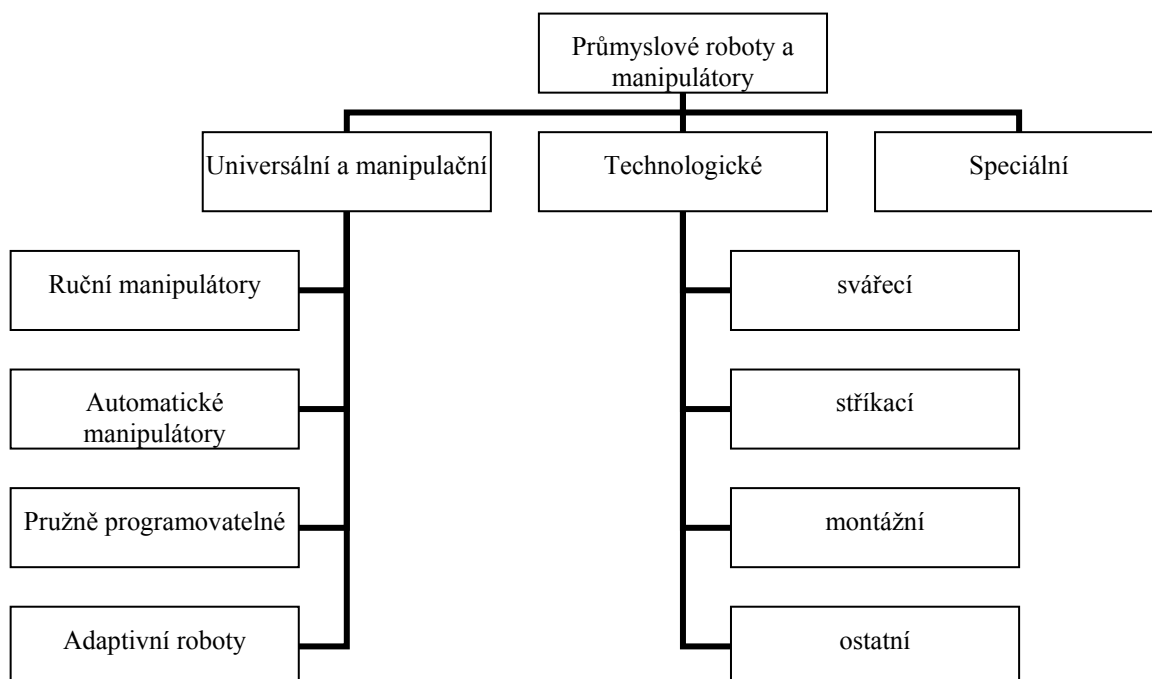 Průmyslové roboty a
manipulátory
Universální a manipulační
Technologické
Speciální
Ruční manipulátory
svářecí
Automatické
manipulátory
stříkací
Pružně programovatelné
montážní
Adaptivní roboty
ostatní